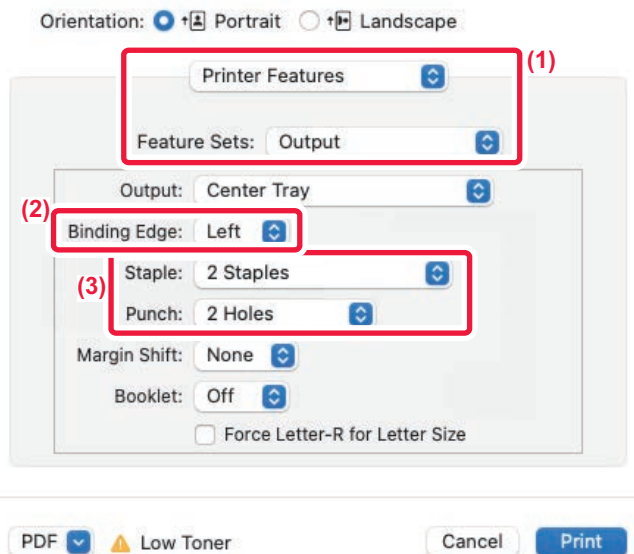 Orientation: Portrait Landscape
(1)
Printer Features
Feature Sets: Output
Output: Center Tray
(2)
Binding Edge: Left
(3)
Staple: 2 Staples
Punch: 2 Holes
Margin Shift: None
Booklet: Off
Force Letter-R for Letter Size
PDF Low Toner Cancel Print